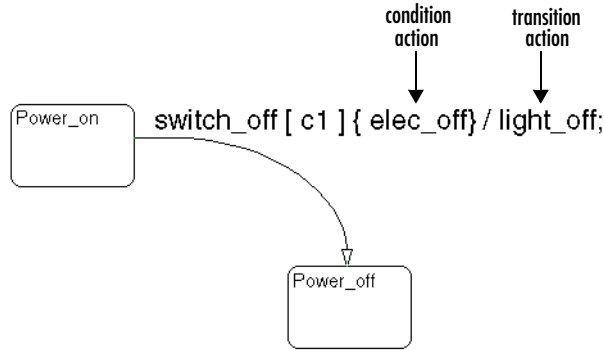 condition
action
transition
action
Power_on
switch_off [ c1 ] { elec_off} / light_off;
Power_off